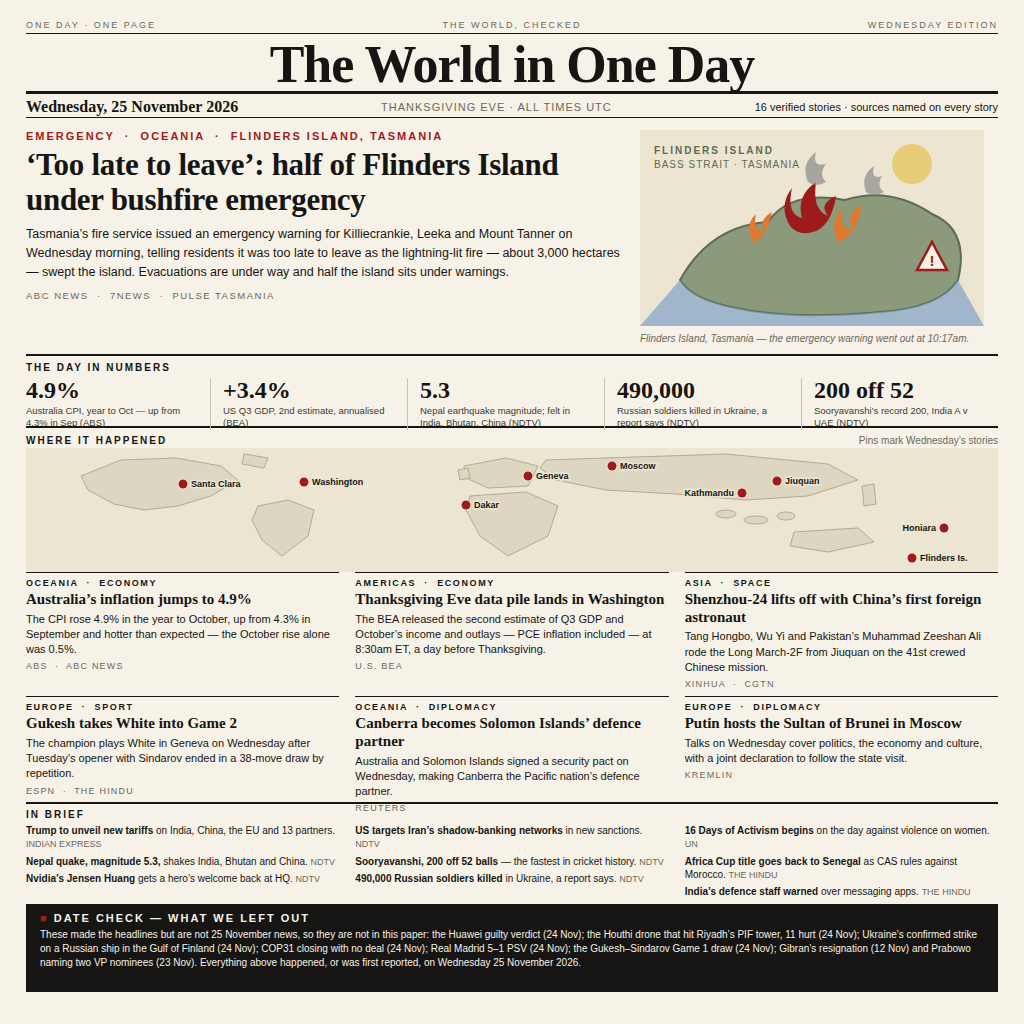 ONE DAY · ONE PAGE
THE WORLD, CHECKED
WEDNESDAY EDITION
The World in One Day
Wednesday, 25 November 2026
THANKSGIVING EVE · ALL TIMES UTC
16 verified stories · sources named on every story
EMERGENCY · OCEANIA · FLINDERS ISLAND, TASMANIA
‘Too late to leave’: half of Flinders Island
under bushfire emergency
Tasmania’s fire service issued an emergency warning for Killiecrankie, Leeka and Mount Tanner on
Wednesday morning, telling residents it was too late to leave as the lightning-lit fire — about 3,000 hectares
— swept the island. Evacuations are under way and half the island sits under warnings.
ABC NEWS · 7NEWS · PULSE TASMANIA
FLINDERS ISLAND
BASS STRAIT · TASMANIA
!
Flinders Island, Tasmania — the emergency warning went out at 10:17am.
THE DAY IN NUMBERS
4.9%
Australia CPI, year to Oct — up from
4.3% in Sep (ABS)
+3.4%
US Q3 GDP, 2nd estimate, annualised
(BEA)
5.3
Nepal earthquake magnitude; felt in
India, Bhutan, China (NDTV)
490,000
Russian soldiers killed in Ukraine, a
report says (NDTV)
200 off 52
Sooryavanshi’s record 200, India A v
UAE (NDTV)
WHERE IT HAPPENED
Pins mark Wednesday’s stories
Santa Clara
Washington
Geneva
Dakar
Moscow
Kathmandu
Jiuquan
Honiara
Flinders Is.
OCEANIA · ECONOMY
Australia’s inflation jumps to 4.9%
The CPI rose 4.9% in the year to October, up from 4.3% in
September and hotter than expected — the October rise alone
was 0.5%.
ABS · ABC NEWS
AMERICAS · ECONOMY
Thanksgiving Eve data pile lands in Washington
The BEA released the second estimate of Q3 GDP and
October’s income and outlays — PCE inflation included — at
8:30am ET, a day before Thanksgiving.
U.S. BEA
ASIA · SPACE
Shenzhou-24 lifts off with China’s first foreign
astronaut
Tang Hongbo, Wu Yi and Pakistan’s Muhammad Zeeshan Ali
rode the Long March-2F from Jiuquan on the 41st crewed
Chinese mission.
XINHUA · CGTN
EUROPE · SPORT
Gukesh takes White into Game 2
The champion plays White in Geneva on Wednesday after
Tuesday’s opener with Sindarov ended in a 38-move draw by
repetition.
ESPN · THE HINDU
OCEANIA · DIPLOMACY
Canberra becomes Solomon Islands’ defence
partner
Australia and Solomon Islands signed a security pact on
Wednesday, making Canberra the Pacific nation’s defence
partner.
REUTERS
EUROPE · DIPLOMACY
Putin hosts the Sultan of Brunei in Moscow
Talks on Wednesday cover politics, the economy and culture,
with a joint declaration to follow the state visit.
KREMLIN
IN BRIEF
Trump to unveil new tariffs on India, China, the EU and 13 partners.
INDIAN EXPRESS
Nepal quake, magnitude 5.3, shakes India, Bhutan and China. NDTV
Nvidia’s Jensen Huang gets a hero’s welcome back at HQ. NDTV
US targets Iran’s shadow-banking networks in new sanctions.
NDTV
Sooryavanshi, 200 off 52 balls — the fastest in cricket history. NDTV
490,000 Russian soldiers killed in Ukraine, a report says. NDTV
16 Days of Activism begins on the day against violence on women.
UN
Africa Cup title goes back to Senegal as CAS rules against
Morocco. THE HINDU
India’s defence staff warned over messaging apps. THE HINDU
■ DATE CHECK — WHAT WE LEFT OUT
These made the headlines but are not 25 November news, so they are not in this paper: the Huawei guilty verdict (24 Nov); the Houthi drone that hit Riyadh’s PIF tower, 11 hurt (24 Nov); Ukraine’s confirmed strike
on a Russian ship in the Gulf of Finland (24 Nov); COP31 closing with no deal (24 Nov); Real Madrid 5–1 PSV (24 Nov); the Gukesh–Sindarov Game 1 draw (24 Nov); Gibran’s resignation (12 Nov) and Prabowo
naming two VP nominees (23 Nov). Everything above happened, or was first reported, on Wednesday 25 November 2026.